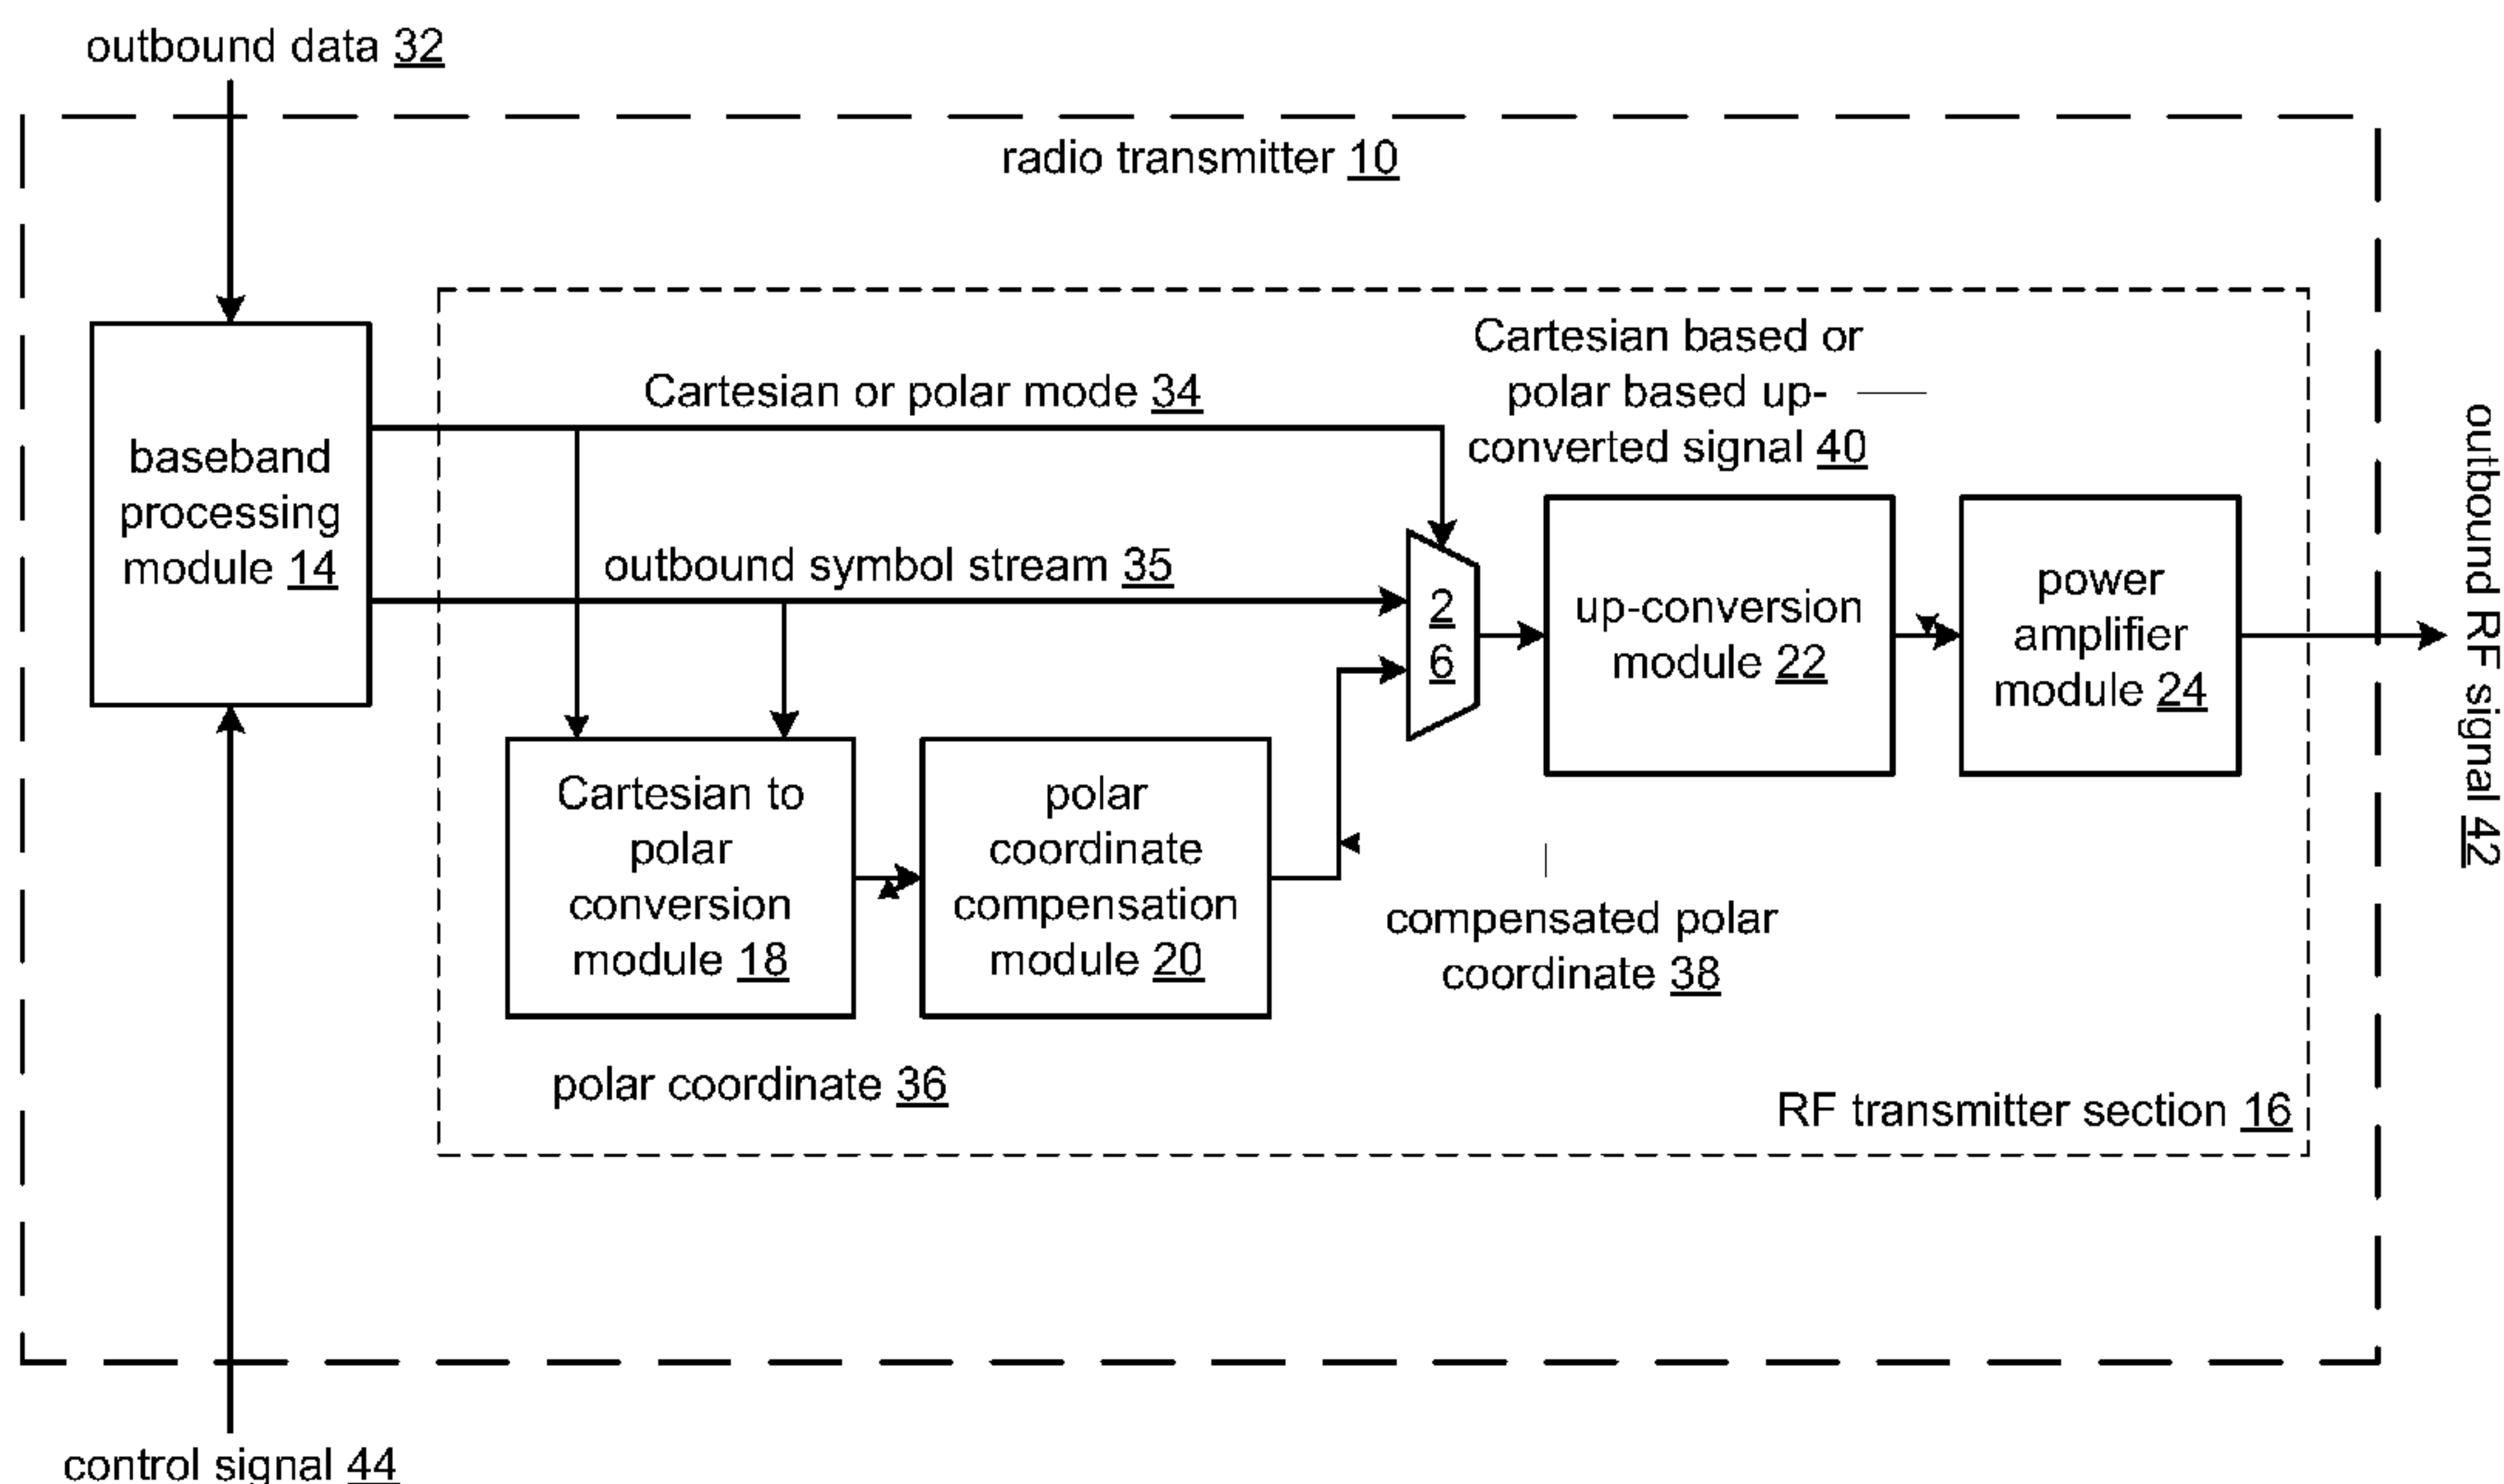 outbound data 32
radio transmitter 10
Cartesian based or
polar based up-
converted signal 40
Cartesian or polar mode 34
baseband
processing
module 14
outbound symbol stream 35
2
6
up-conversion
module 22
power
amplifier
module 24
outbound RF signal 42
Cartesian to
polar
conversion
module 18
polar
coordinate
compensation
module 20
compensated polar
coordinate 38
polar coordinate 36
RF transmitter section 16
control signal 44